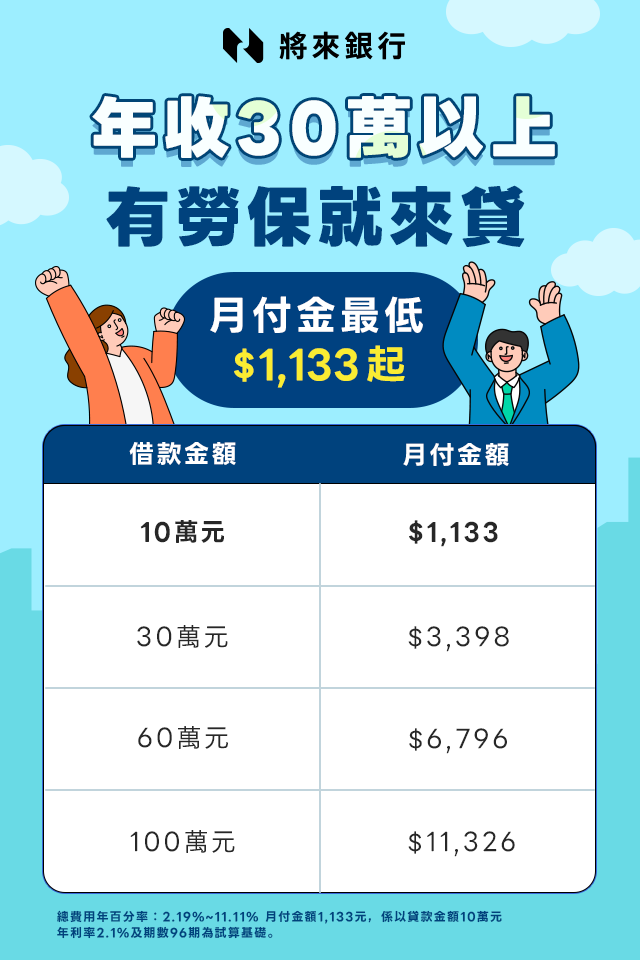 將來銀行
年收30萬以上
有勞保就來貸
月付金最低
$1,133起
借款金額 月付金額
10萬元 $1,133
30萬元 $3,398
60萬元 $6,796
100萬元 $11,326
總費用年百分率：2.19%~11.11% 月付金額1,133元，係以貸款金額10萬元
年利率2.1%及期數96期為試算基礎。